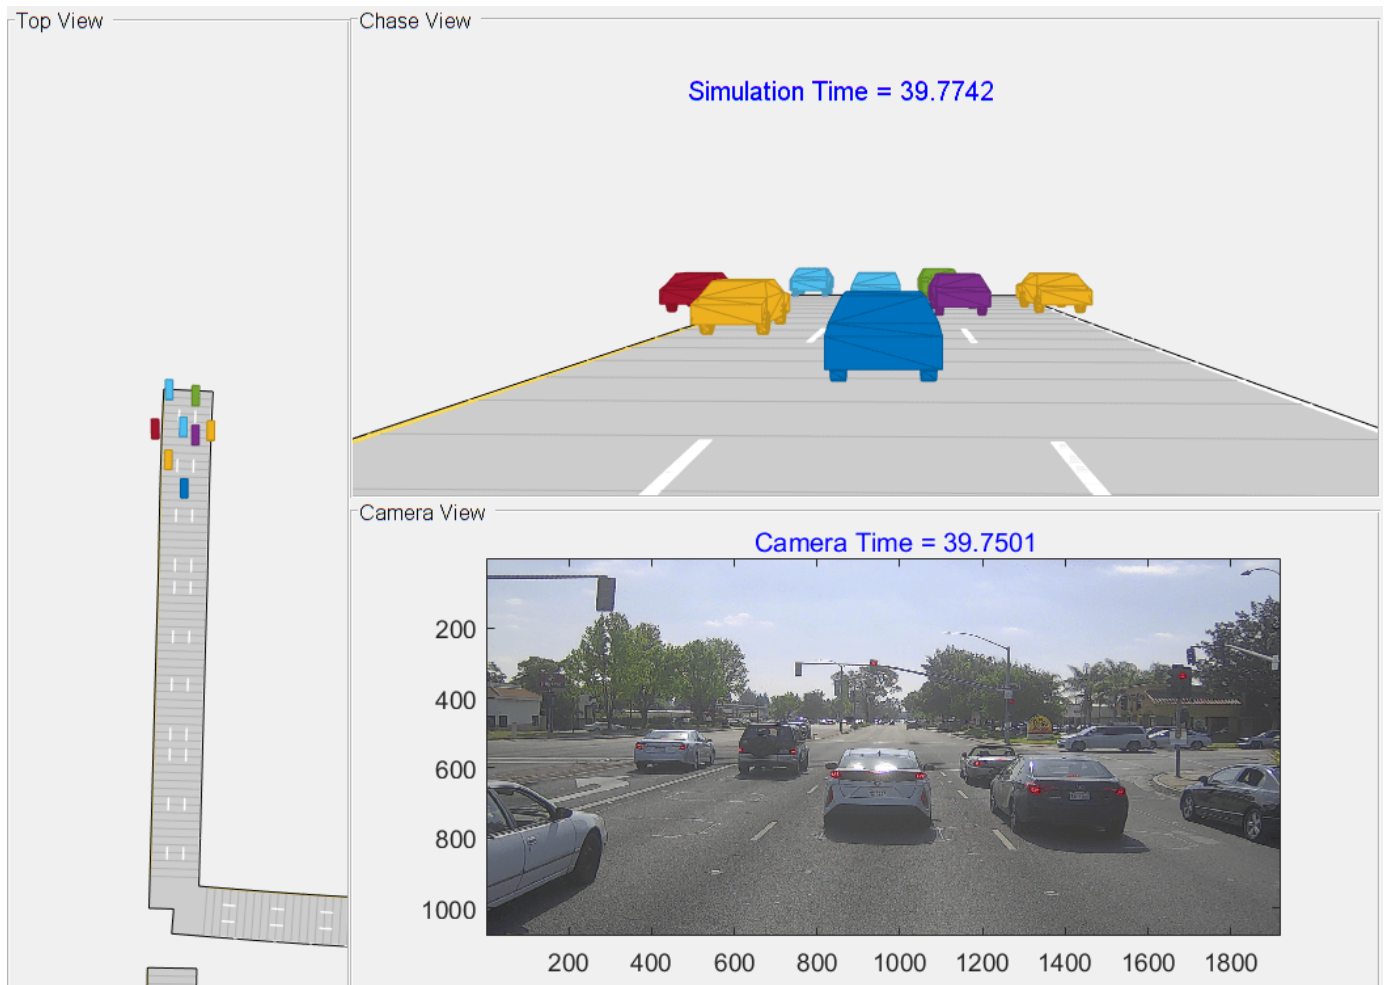 Top View
Chase View
Simulation Time = 39.7742
Camera View
Camera Time = 39.7501
200
400
600
800
1000
200 400 600 800 1000 1200 1400 1600 1800